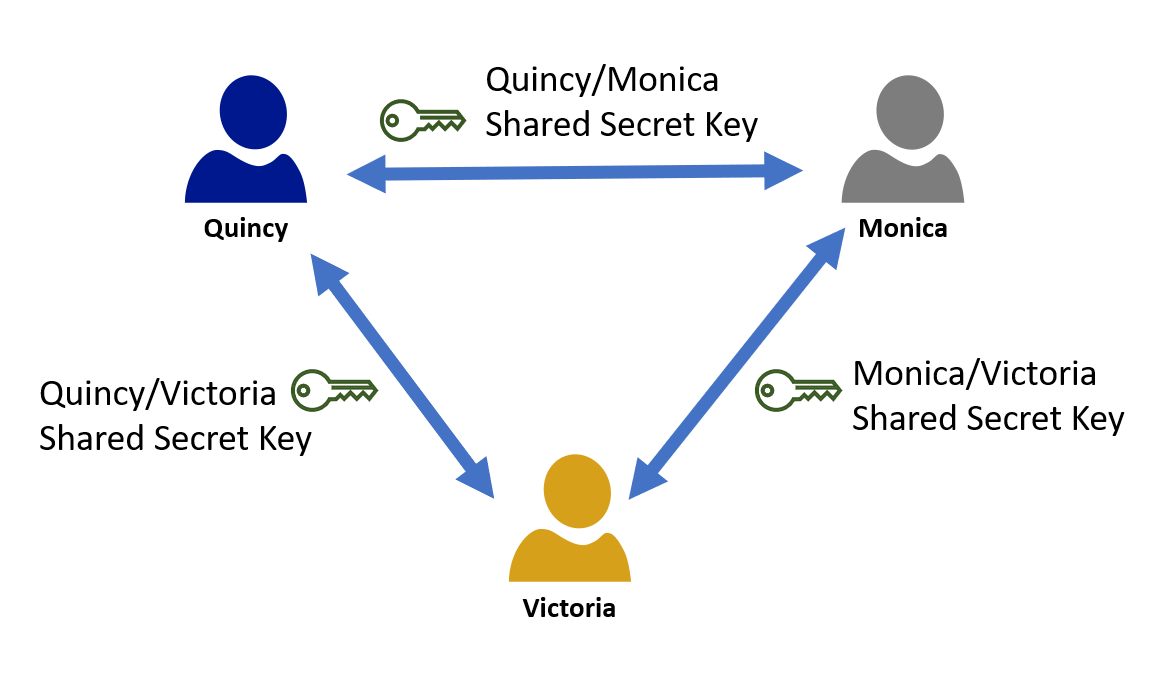 Quincy/Monica
Shared Secret Key
Quincy
Monica
Quincy/Victoria
Shared Secret Key
Monica/Victoria
Shared Secret Key
Victoria